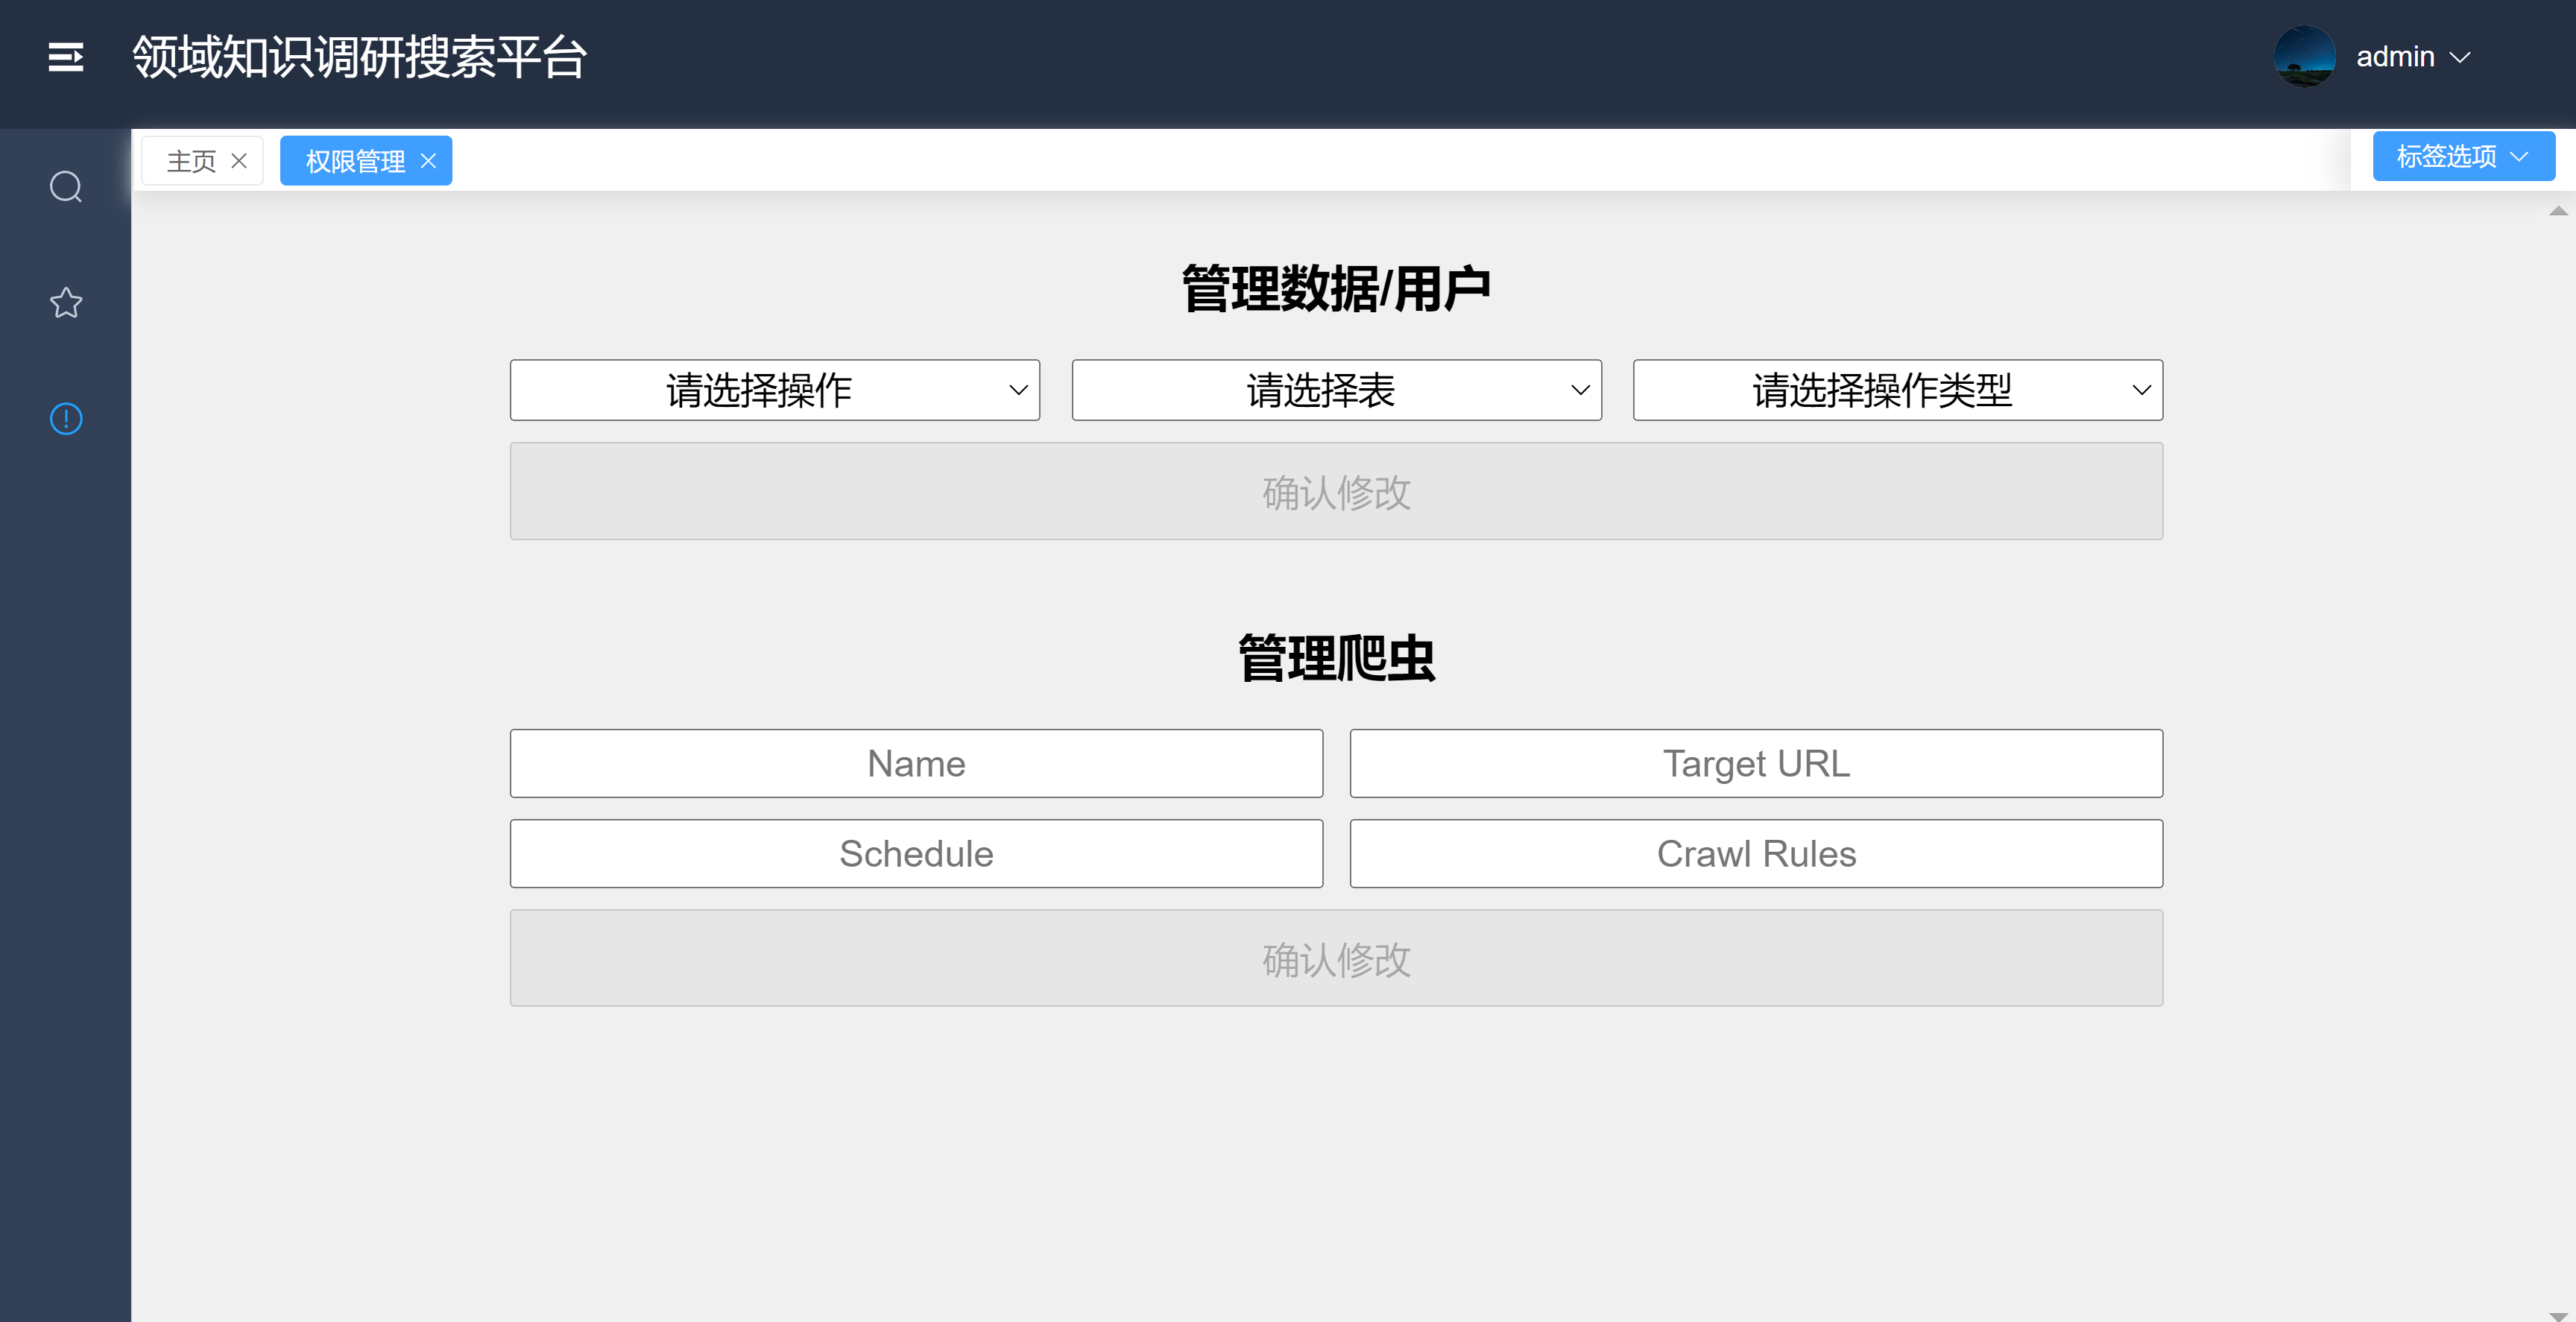 领域知识调研搜索平台
admin
主页
权限管理
标签选项
管理数据/用户
请选择操作
请选择表
请选择操作类型
确认修改
管理爬虫
Name
Target URL
Schedule
Crawl Rules
确认修改